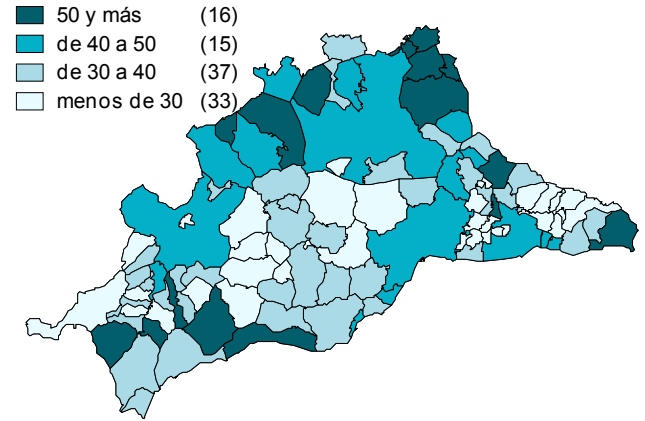 50 y más (16)
de 40 a 50 (15)
de 30 a 40 (37)
menos de 30 (33)